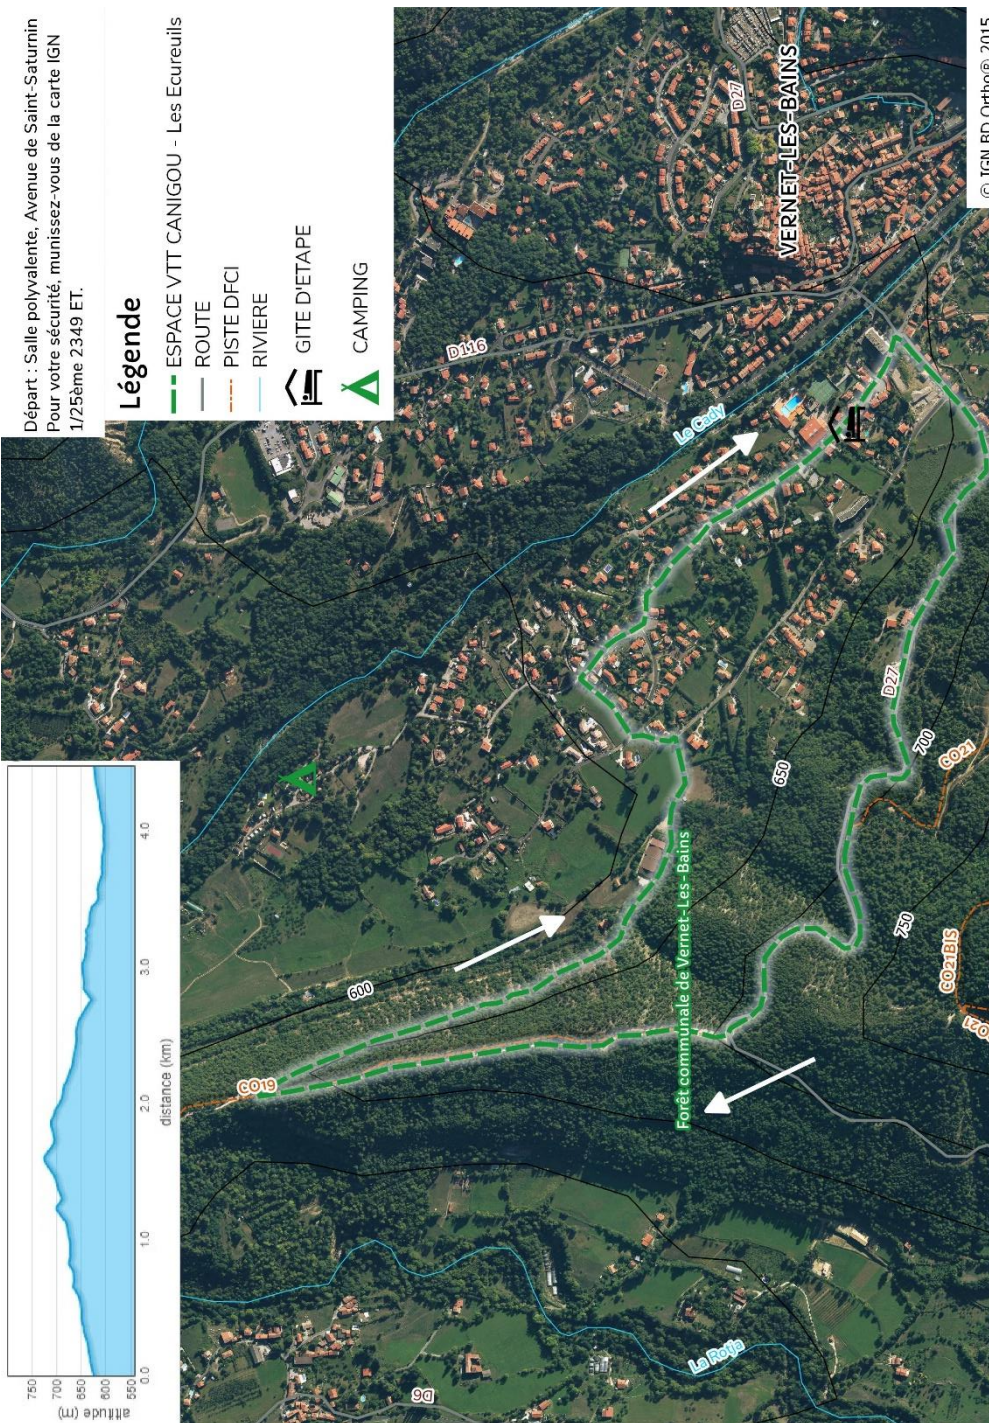 Départ : Salle polyvalente, Avenue de Saint-Saturnin
Pour votre sécurité, munissez-vous de la carte IGN
1/25ème 2349 ET.
Légende
ESPACE VTT CANIGOU - Les Ecureuils
ROUTE
PISTE DFCI
RIVIERE
GITE D'ETAPE
CAMPING
750
700
650
600
550
altitude (m)
0.0
1.0
2.0
3.0
4.0
distance (km)
CO19
600
Le Cady
D116
D27
VERNET-LES-BAINS
Forêt communale de Vernet-Les-Bains
650
D27
700
CO21
750
CO21BIS
CO21
La Rotja
D6
© IGN BD Ortho® 2015